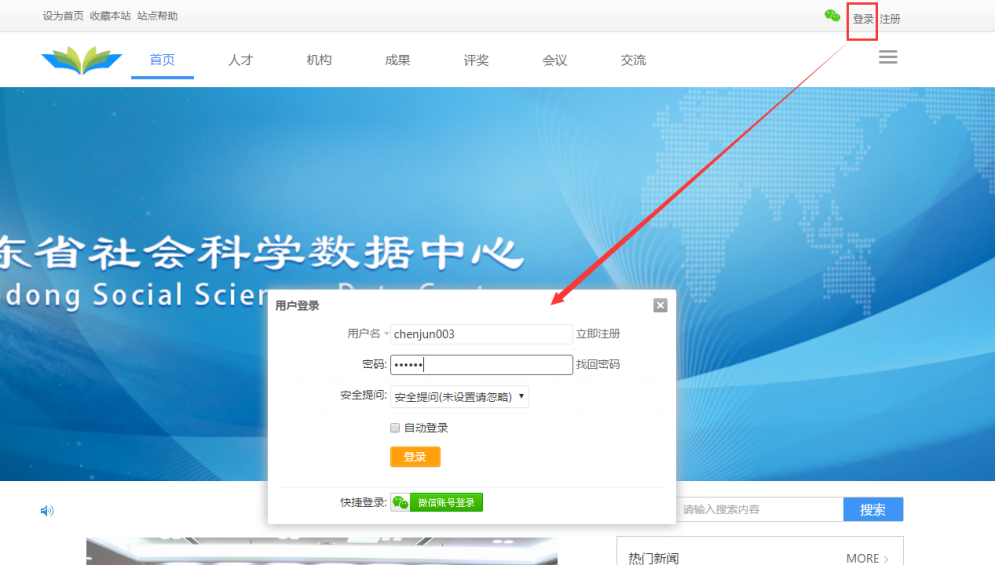 设为首页 收藏本站 站点帮助
登录 注册
首页 人才 机构 成果 评奖 会议 交流
东省社会科学数据中心
dong Social Scien
用户登录
用户名 chenjun003 立即注册
密码: •••••• 找回密码
安全提问: 安全提问(未设置请忽略)
自动登录
登录
快捷登录: 微信账号登录
请输入搜索内容 搜索
热门新闻 MORE